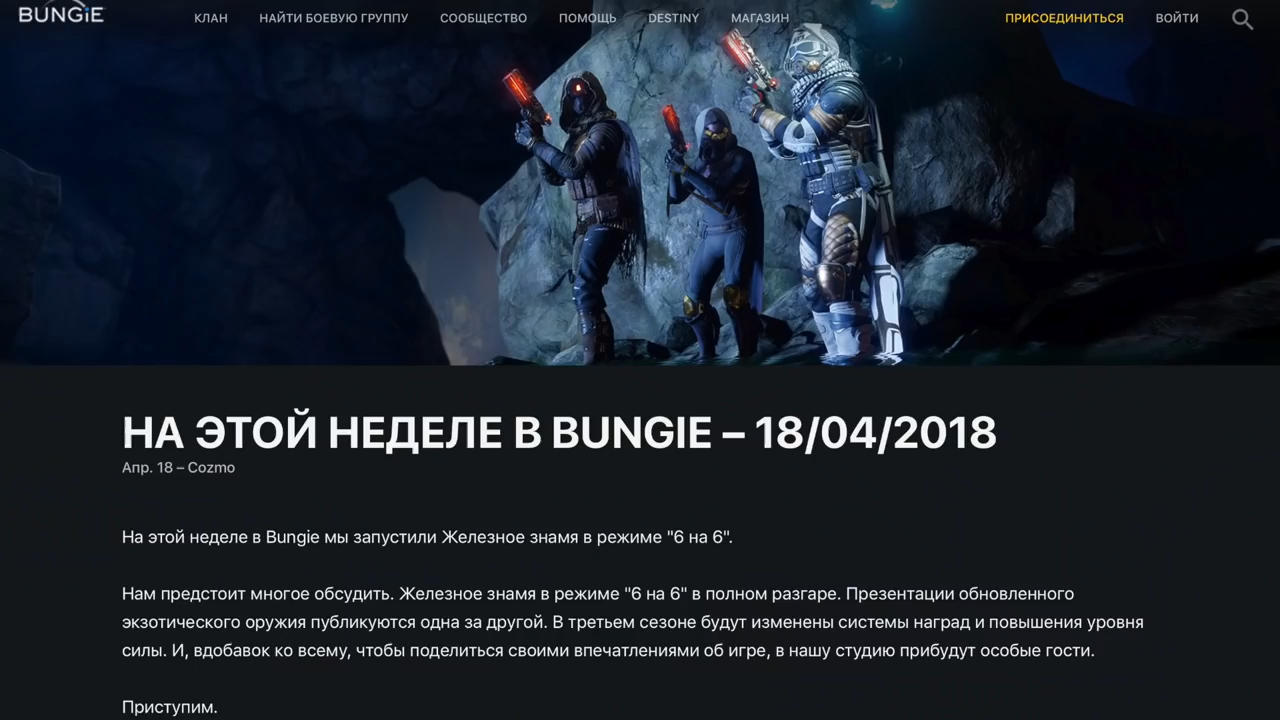 BUNGiE
КЛАН НАЙТИ БОЕВУЮ ГРУППУ СООБЩЕСТВО ПОМОЩЬ DESTINY МАГАЗИН ПРИСОЕДИНИТЬСЯ ВОЙТИ
НА ЭТОЙ НЕДЕЛЕ В BUNGIE – 18/04/2018
Апр. 18 – Cozmo
На этой неделе в Bungie мы запустили Железное знамя в режиме "6 на 6".
Нам предстоит многое обсудить. Железное знамя в режиме "6 на 6" в полном разгаре. Презентации обновленного
экзотического оружия публикуются одна за другой. В третьем сезоне будут изменены системы наград и повышения уровня
силы. И, вдобавок ко всему, чтобы поделиться своими впечатлениями об игре, в нашу студию прибудут особые гости.
Приступим.